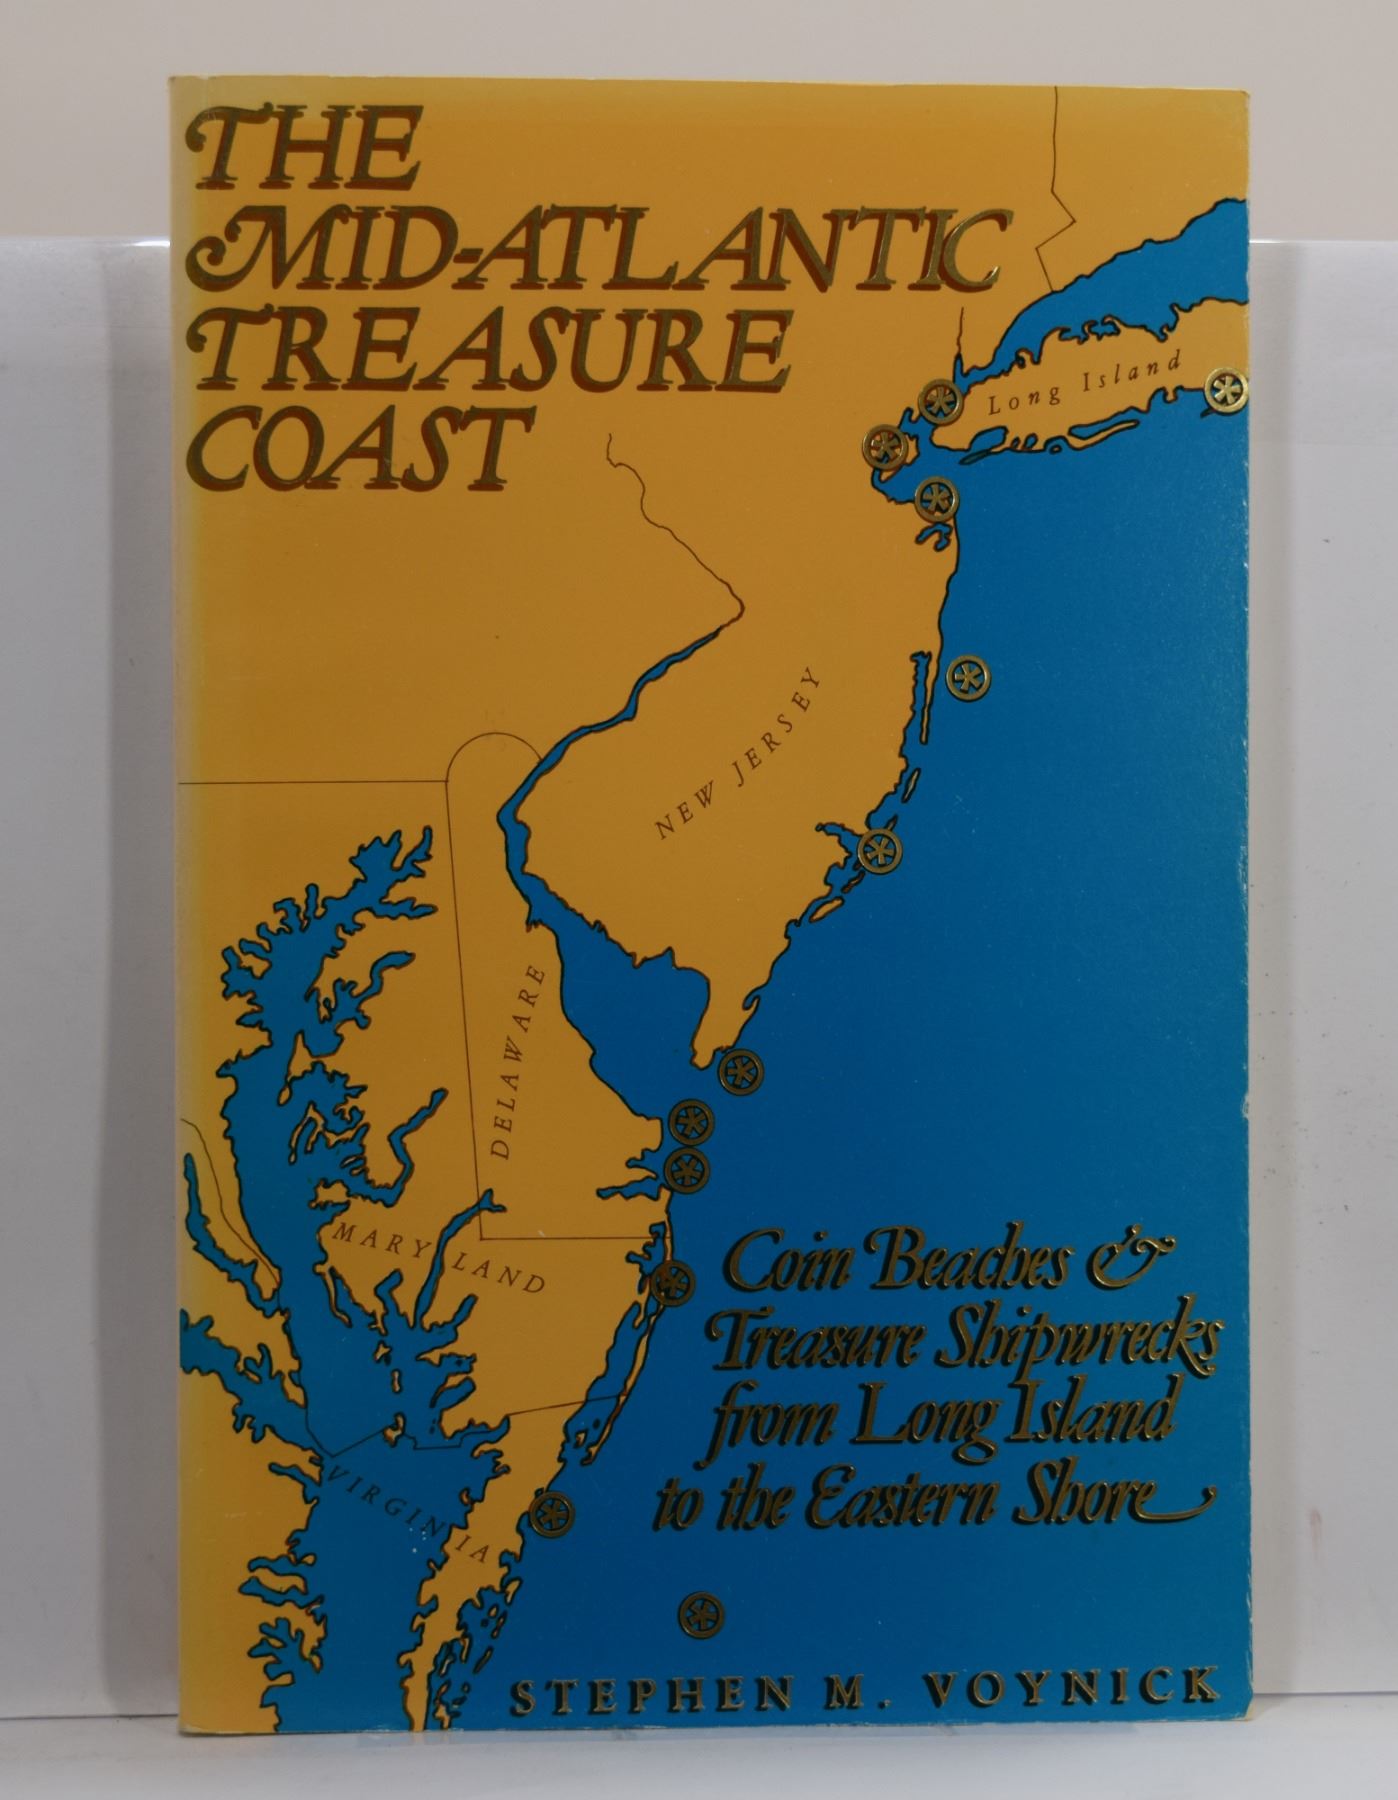 THE
MID-ATLANTIC
TREASURE
COAST
Long Island
NEW JERSEY
DELAWARE
MARYLAND
VIRGINIA
Coin Beaches &
Treasure Shipwrecks
from Long Island
to the Eastern Shore
STEPHEN M. VOYNICK